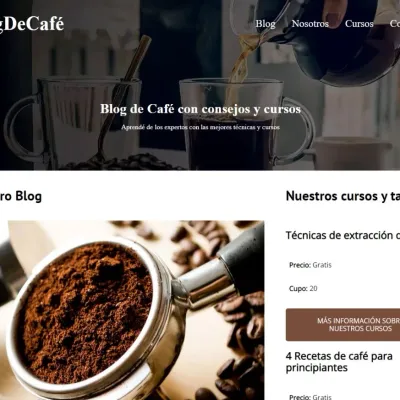 gDeCafé
Blog Nosotros Cursos Co
Blog de Café con consejos y cursos
Aprendé de los expertos con las mejores técnicas y cursos
ro Blog
Nuestros cursos y ta
Técnicas de extracción d
Precio: Gratis
Cupo: 20
MÁS INFORMACIÓN SOBR
NUESTROS CURSOS
4 Recetas de café para
principiantes
Precio: Gratis